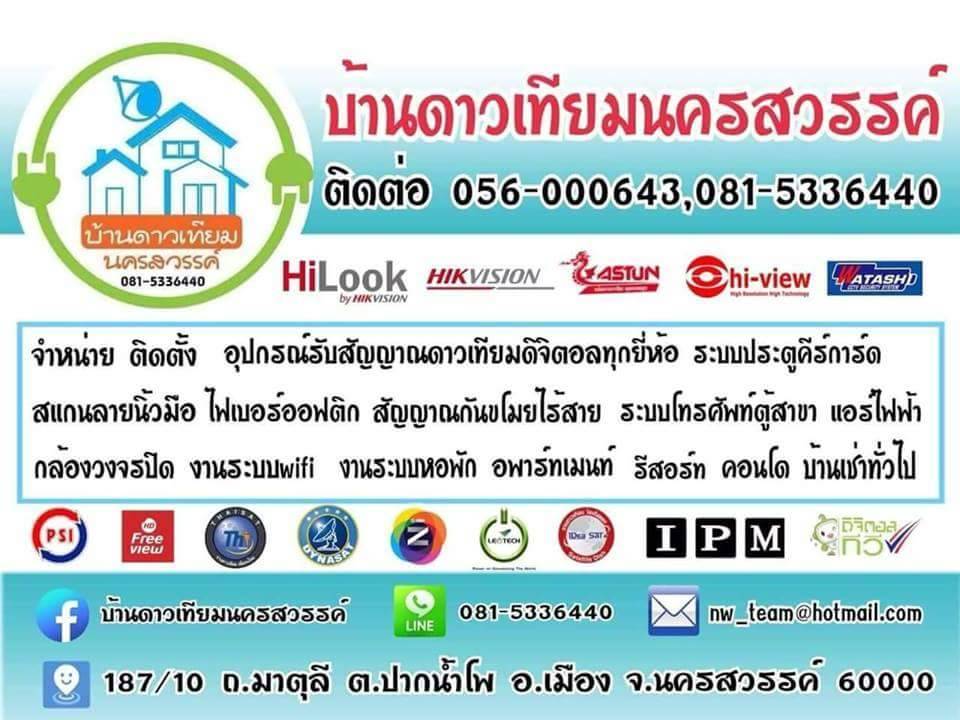 บ้านดาวเทียมนครสวรรค์
ติดต่อ 056-000643,081-5336440
บ้านดาวเทียม
นครสวรรค์
081-5336440
HiLook
by HIKVISION
HIKVISION
ASTUN
hi-view
High Resolution High Technology
WATASHI
CCTV SECURITY SYSTEM
จำหน่าย ติดตั้ง อุปกรณ์รับสัญญาณดาวเทียมดิจิตอลทุกยี่ห้อ ระบบประตูคีร์การ์ด
สแกนลายนิ้วมือ ไฟเบอร์ออฟติก สัญญาณกันขโมยไร้สาย ระบบโทรศัพท์ตู้สาขา แอร์ไฟฟ้า
กล้องวงจรปิด งานระบบwifi งานระบบหอพัก อพาร์ทเมนท์ รีสอร์ท คอนโด บ้านเช่าทั่วไป
PSI
HD
Free
view
THAISAT
DYNASAT
Z
LEOTECH
IPM
ดิจิตอล
ทีวี
บ้านดาวเทียมนครสวรรค์
LINE
081-5336440
nw_team@hotmail.com
187/10 ถ.มาตุลี ต.ปากน้ำโพ อ.เมือง จ.นครสวรรค์ 60000